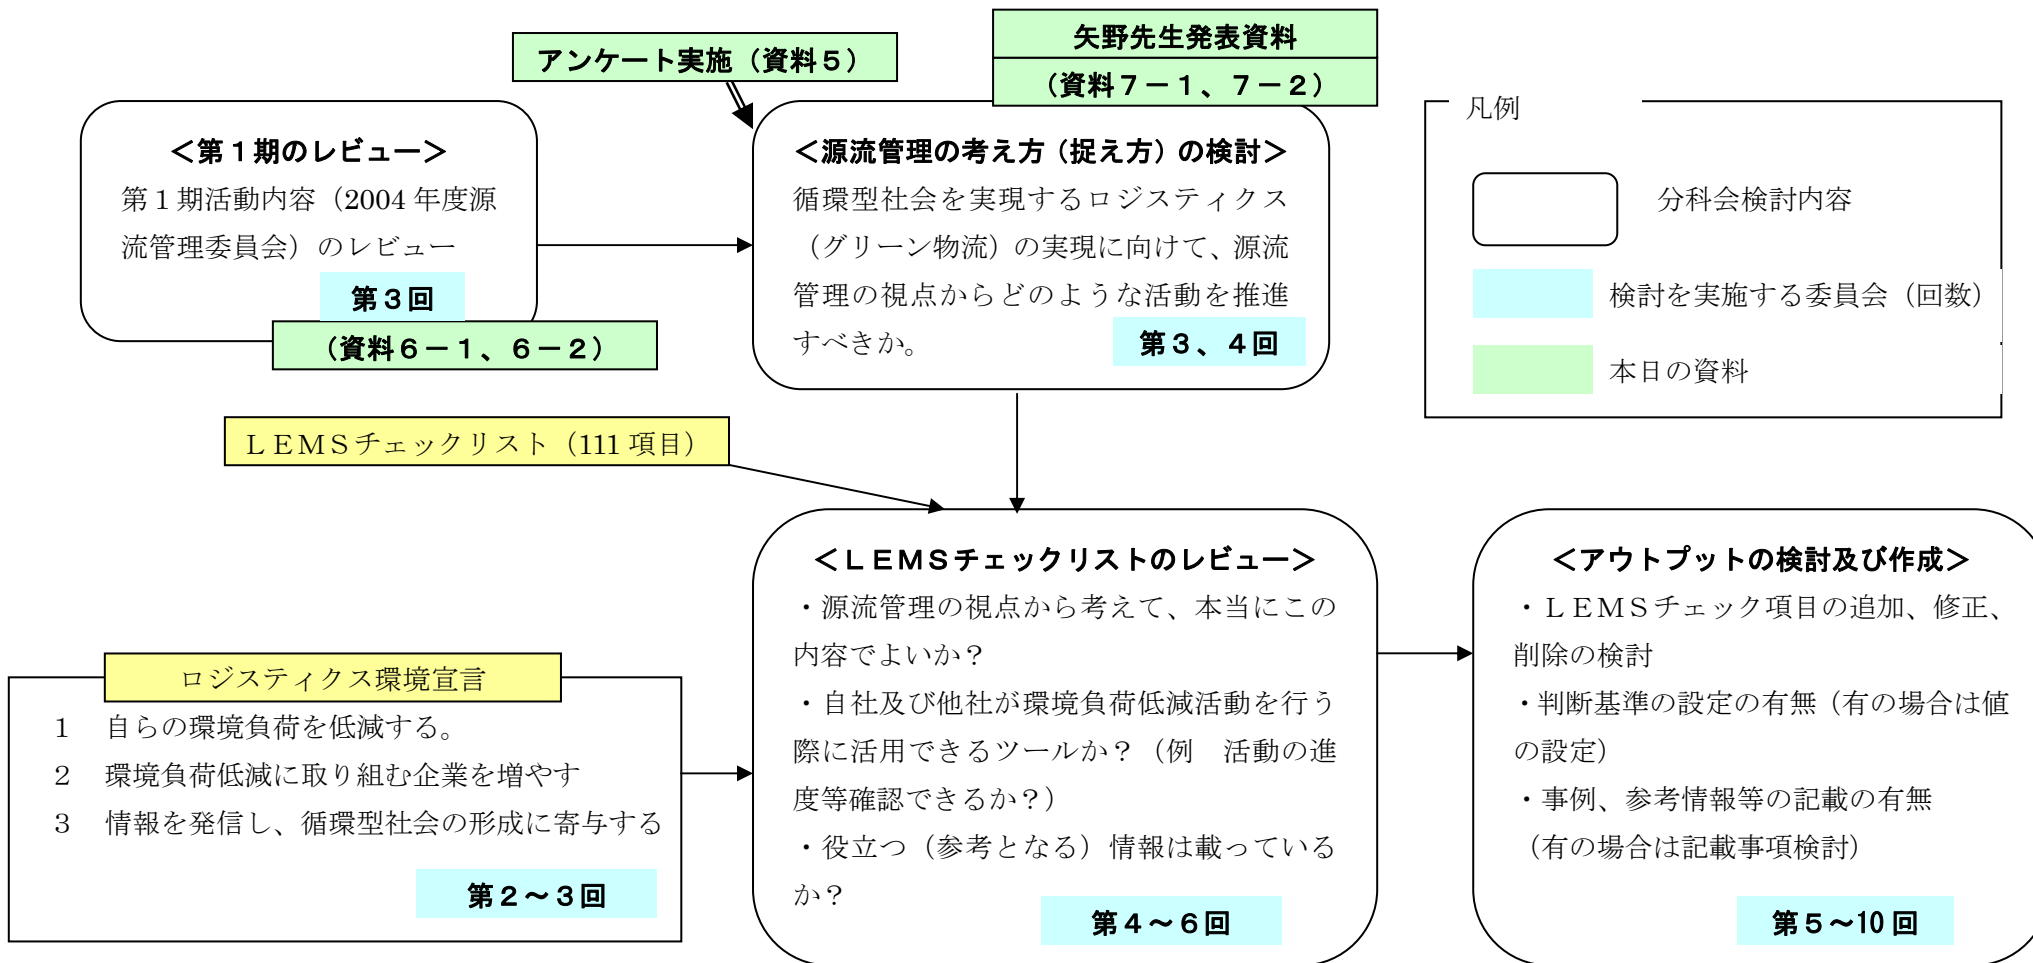 アンケート実施（資料５）
矢野先生発表資料
（資料７－１、７－２）
＜第１期のレビュー＞
第１期活動内容（2004 年度源
流管理委員会）のレビュー
第３回
（資料６－１、６－２）
＜源流管理の考え方（捉え方）の検討＞
循環型社会を実現するロジスティクス
（グリーン物流）の実現に向けて、源流
管理の視点からどのような活動を推進
すべきか。
第３、４回
凡例
分科会検討内容
検討を実施する委員会（回数）
本日の資料
ＬＥＭＳチェックリスト（111 項目）
ロジスティクス環境宣言
１　自らの環境負荷を低減する。
２　環境負荷低減に取り組む企業を増やす
３　情報を発信し、循環型社会の形成に寄与する
第２～３回
＜ＬＥＭＳチェックリストのレビュー＞
・源流管理の視点から考えて、本当にこの
内容でよいか？
・自社及び他社が環境負荷低減活動を行う
際に活用できるツールか？（例　活動の進
度等確認できるか？）
・役立つ（参考となる）情報は載っている
か？
第４～６回
＜アウトプットの検討及び作成＞
・ＬＥＭＳチェック項目の追加、修正、
削除の検討
・判断基準の設定の有無（有の場合は値
の設定）
・事例、参考情報等の記載の有無
（有の場合は記載事項検討）
第５～10 回